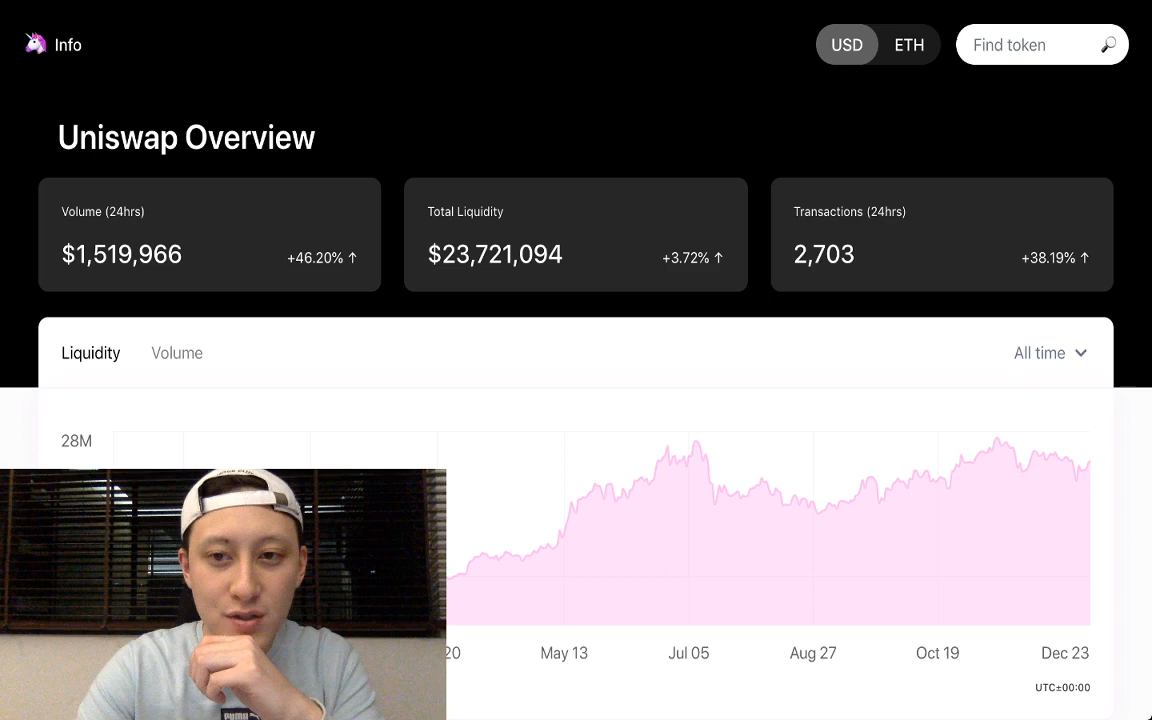 Info
USD
ETH
Find token
Uniswap Overview
Volume (24hrs)
$1,519,966
+46.20% ↑
Total Liquidity
$23,721,094
+3.72% ↑
Transactions (24hrs)
2,703
+38.19% ↑
Liquidity
Volume
All time
28M
20
May 13
Jul 05
Aug 27
Oct 19
Dec 23
UTC±00:00
PUMA